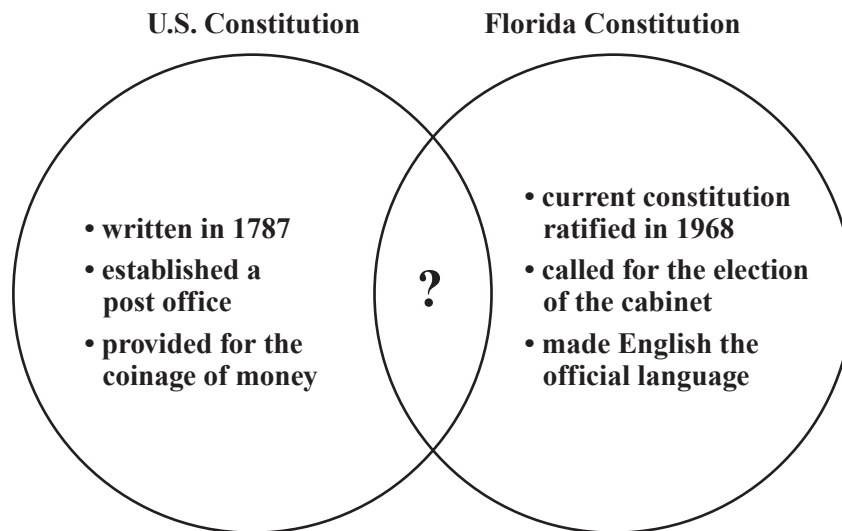 U.S. Constitution
Florida Constitution
• written in 1787
• established a
post office
• provided for the
coinage of money
?
• current constitution
ratified in 1968
• called for the election
of the cabinet
• made English the
official language